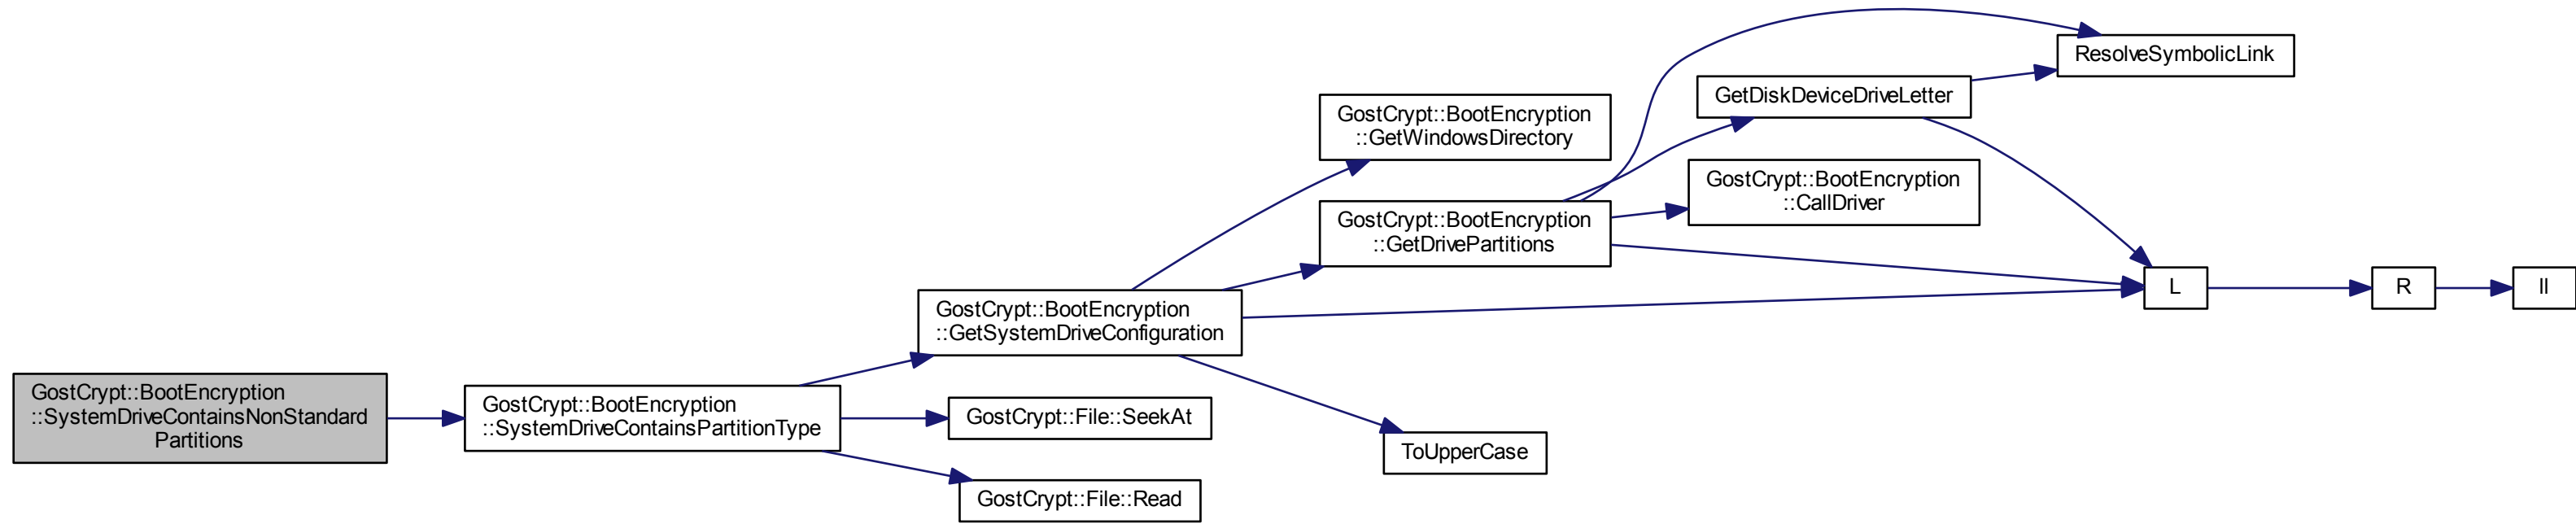 GostCrypt::BootEncryption
::SystemDriveContainsNonStandard
Partitions
GostCrypt::BootEncryption
::SystemDriveContainsPartitionType
GostCrypt::BootEncryption
::GetSystemDriveConfiguration
GostCrypt::File::SeekAt
GostCrypt::File::Read
GostCrypt::BootEncryption
::GetWindowsDirectory
GostCrypt::BootEncryption
::GetDrivePartitions
ToUpperCase
GetDiskDeviceDriveLetter
GostCrypt::BootEncryption
::CallDriver
ResolveSymbolicLink
L
R
ll